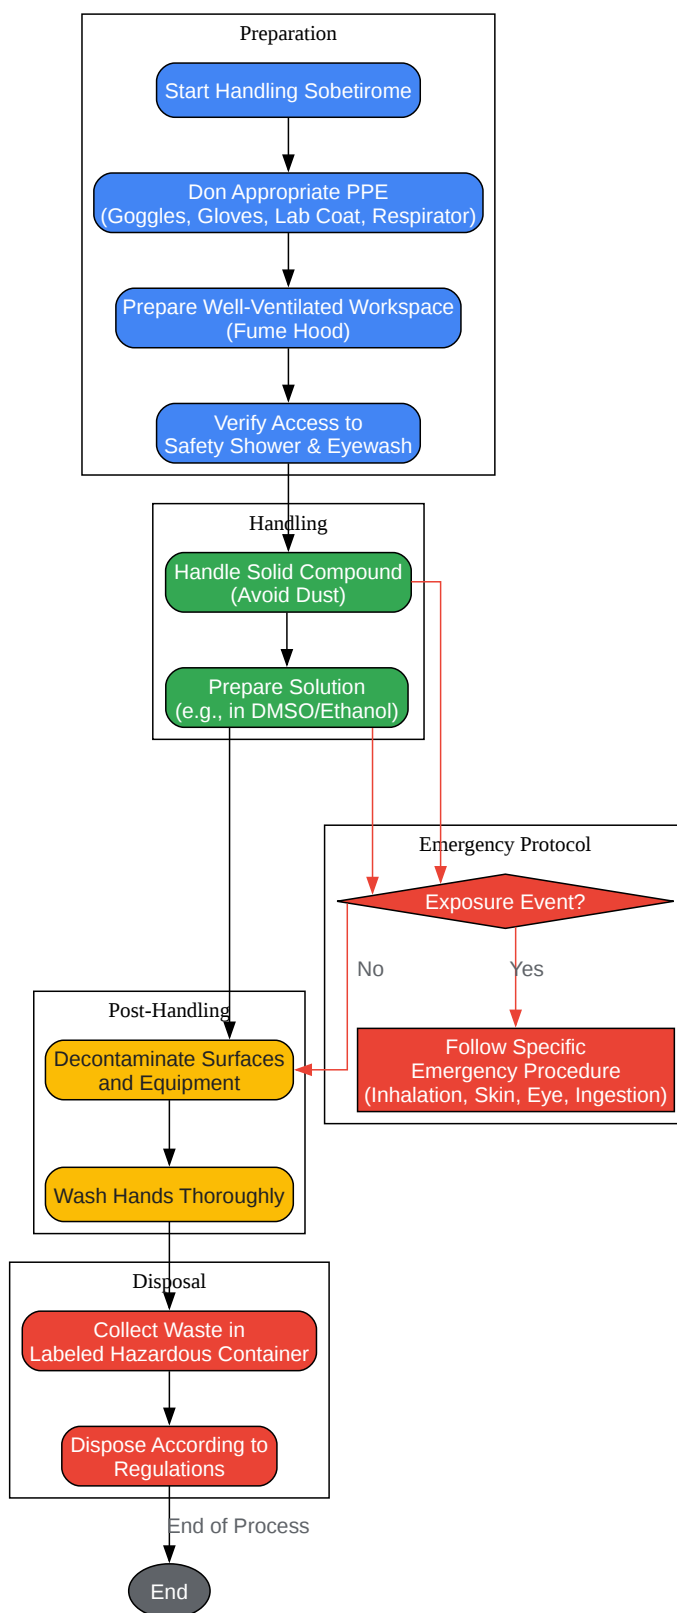 Preparation
Start Handling Sobetirome
Don Appropriate PPE
(Goggles, Gloves, Lab Coat, Respirator)
Prepare Well-Ventilated Workspace
(Fume Hood)
Verify Access to
Safety Shower & Eyewash
Handling
Handle Solid Compound
(Avoid Dust)
Prepare Solution
(e.g., in DMSO/Ethanol)
Emergency Protocol
Exposure Event?
No
Yes
Follow Specific
Emergency Procedure
(Inhalation, Skin, Eye, Ingestion)
Post-Handling
Decontaminate Surfaces
and Equipment
Wash Hands Thoroughly
Disposal
Collect Waste in
Labeled Hazardous Container
Dispose According to
Regulations
End of Process
End